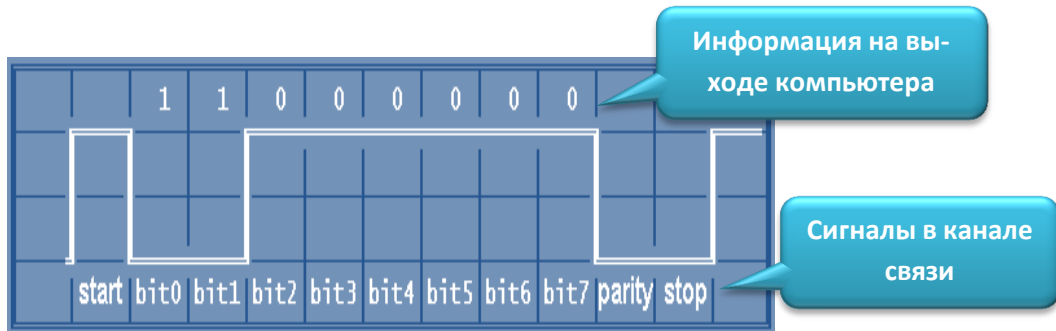 Информация на вы-
ходе компьютера
1 1 0 0 0 0 0 0
Сигналы в канале
связи
start bit0 bit1 bit2 bit3 bit4 bit5 bit6 bit7 parity stop